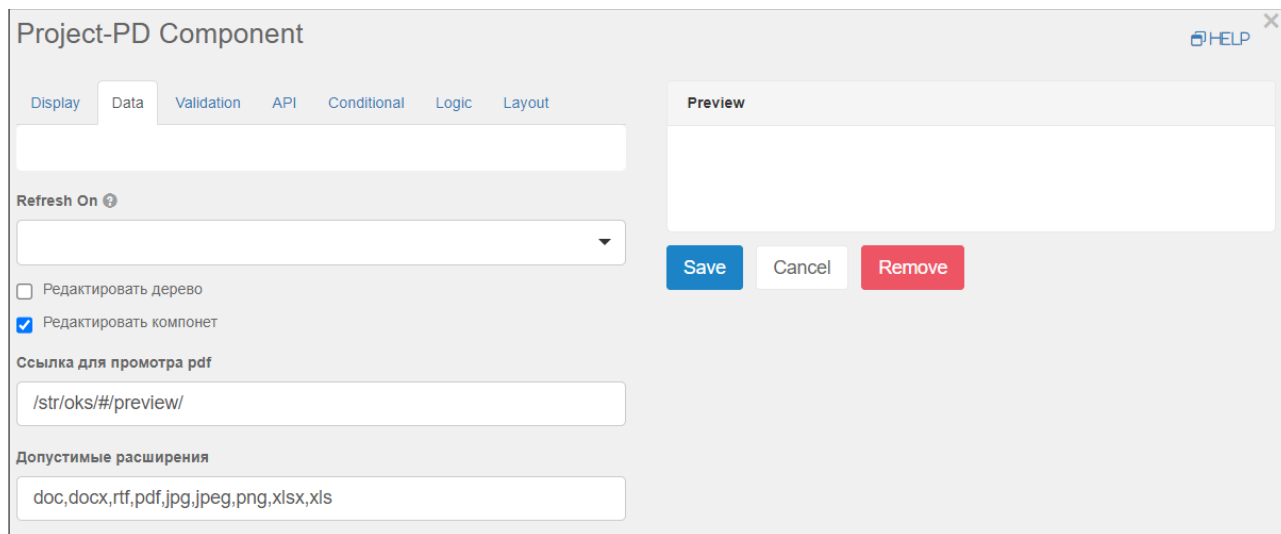 Project-PD Component
HELP
Display Data Validation API Conditional Logic Layout
Refresh On
Редактировать дерево
Редактировать компонет
Ссылка для промотра pdf
/str/oks/#/preview/
Допустимые расширения
doc,docx,rtf,pdf,jpg,jpeg,png,xlsx,xls
Preview
Save Cancel Remove